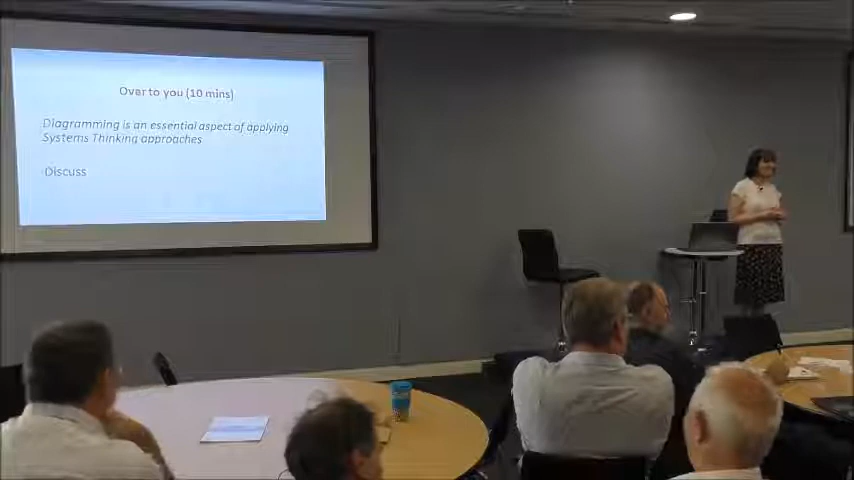 Over to you (10 mins)
Diagramming is an essential aspect of applying
Systems Thinking approaches
Discuss